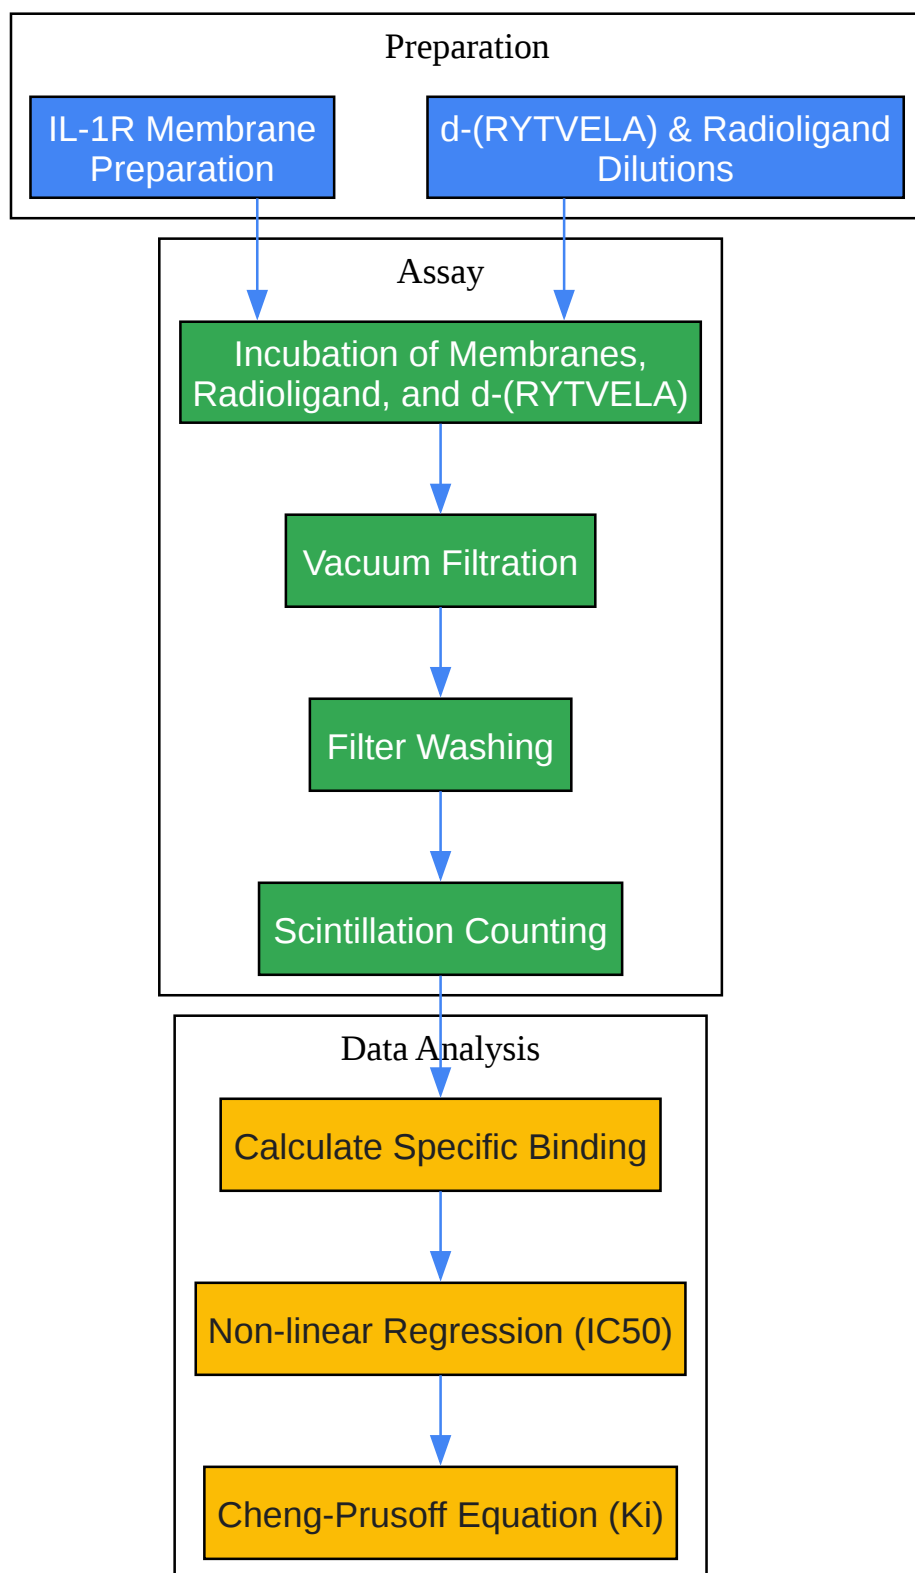 Preparation
IL-1R Membrane
Preparation
d-(RYTVELA) & Radioligand
Dilutions
Assay
Incubation of Membranes,
Radioligand, and d-(RYTVELA)
Vacuum Filtration
Filter Washing
Scintillation Counting
Data Analysis
Calculate Specific Binding
Non-linear Regression (IC50)
Cheng-Prusoff Equation (Ki)